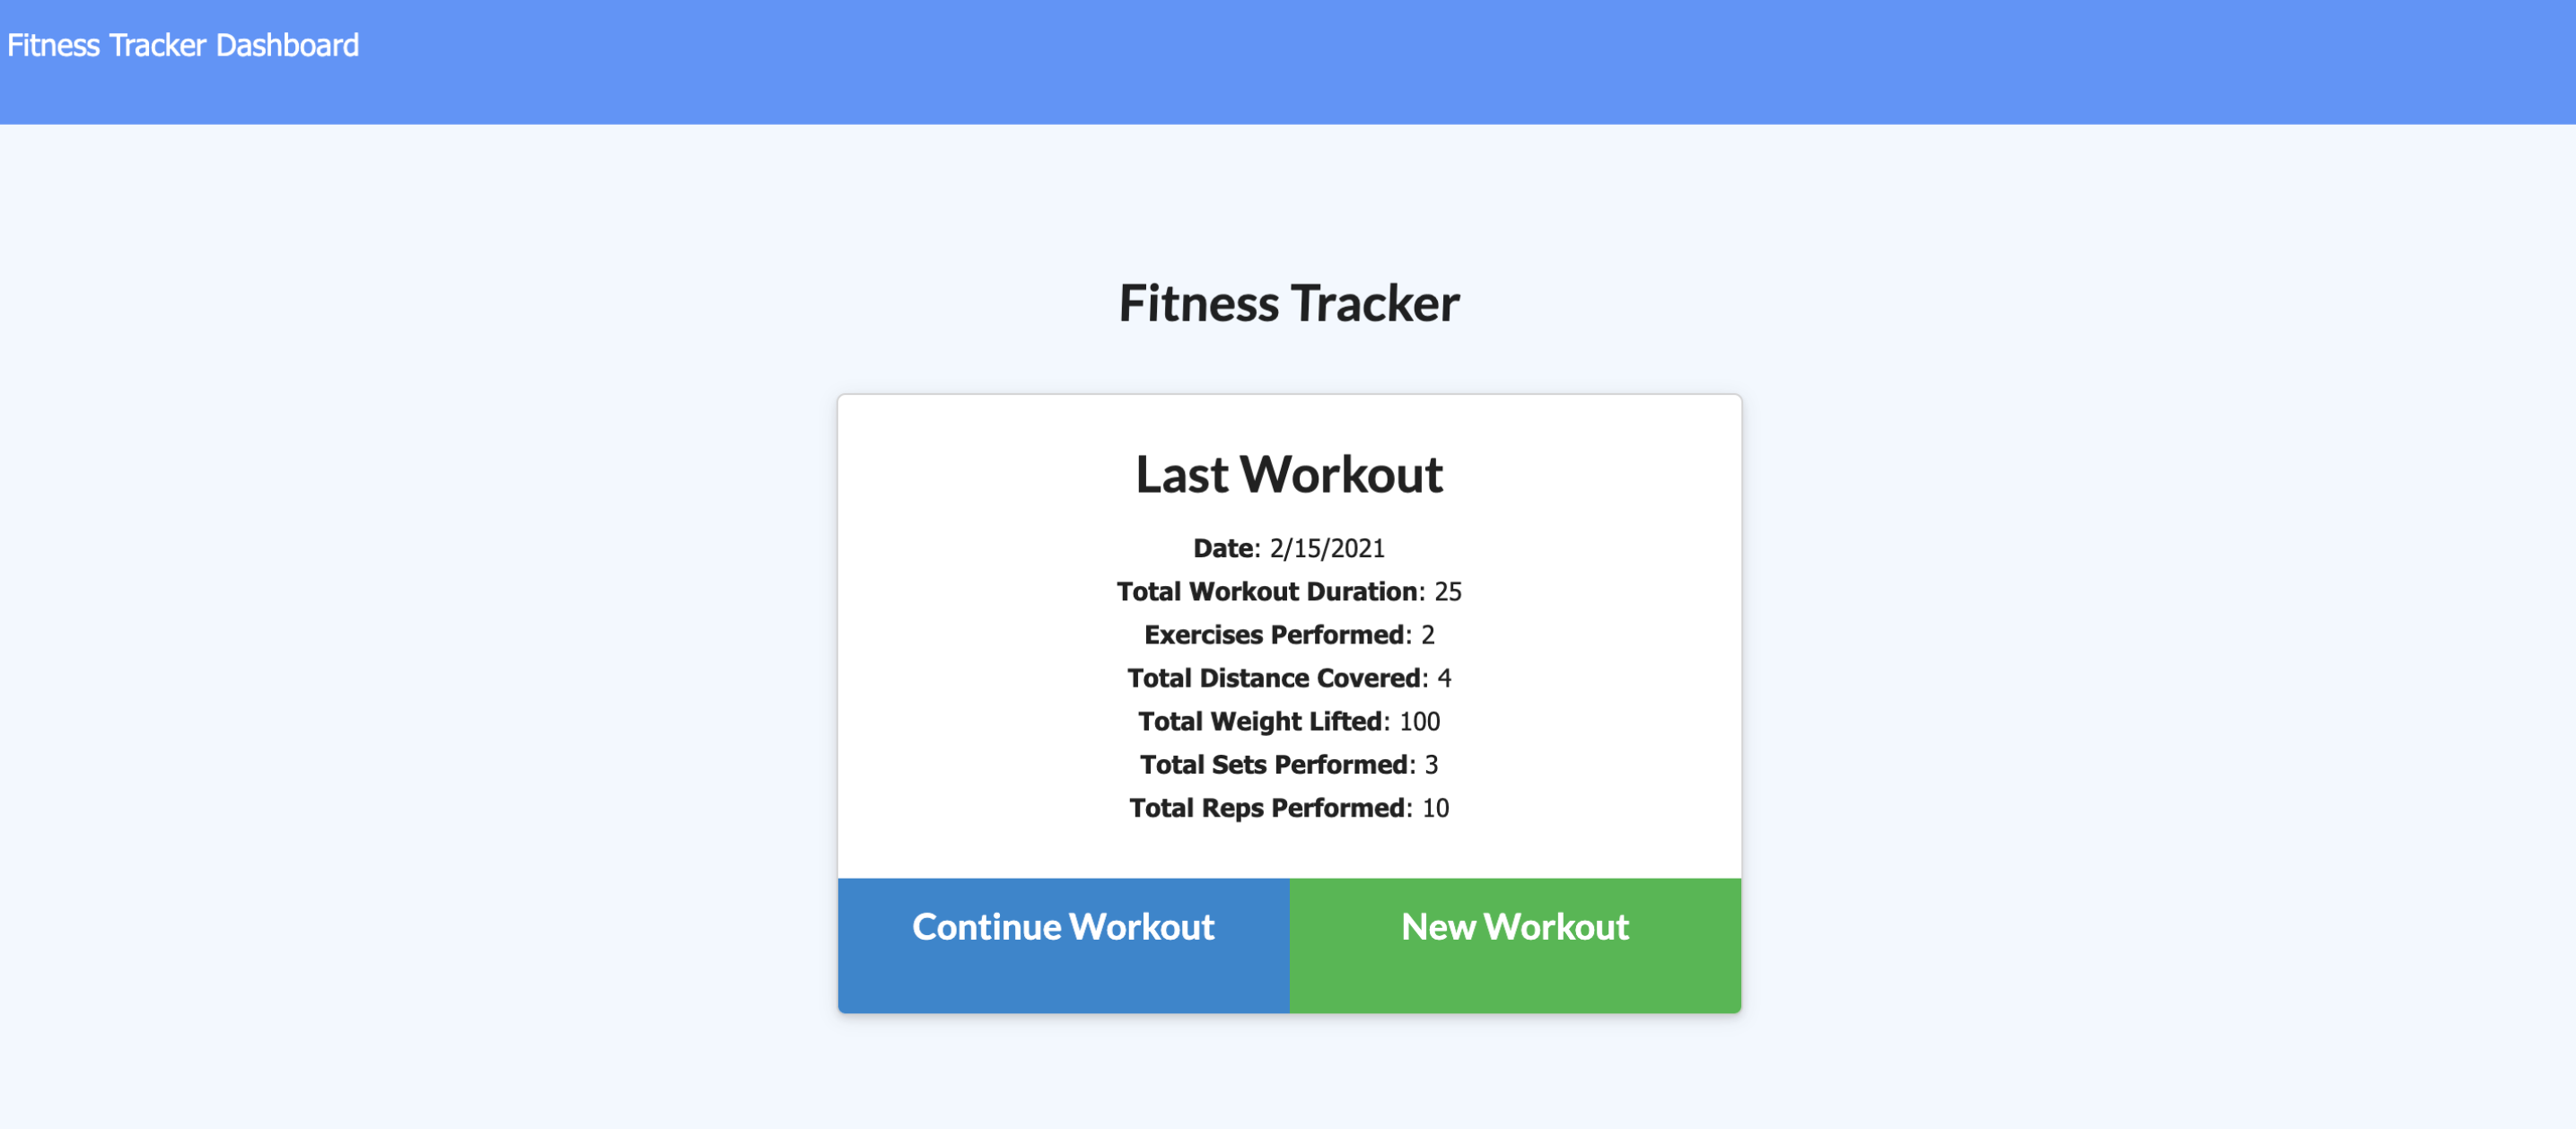 Fitness Tracker Dashboard
Fitness Tracker
Last Workout
Date: 2/15/2021
Total Workout Duration: 25
Exercises Performed: 2
Total Distance Covered: 4
Total Weight Lifted: 100
Total Sets Performed: 3
Total Reps Performed: 10
Continue Workout New Workout